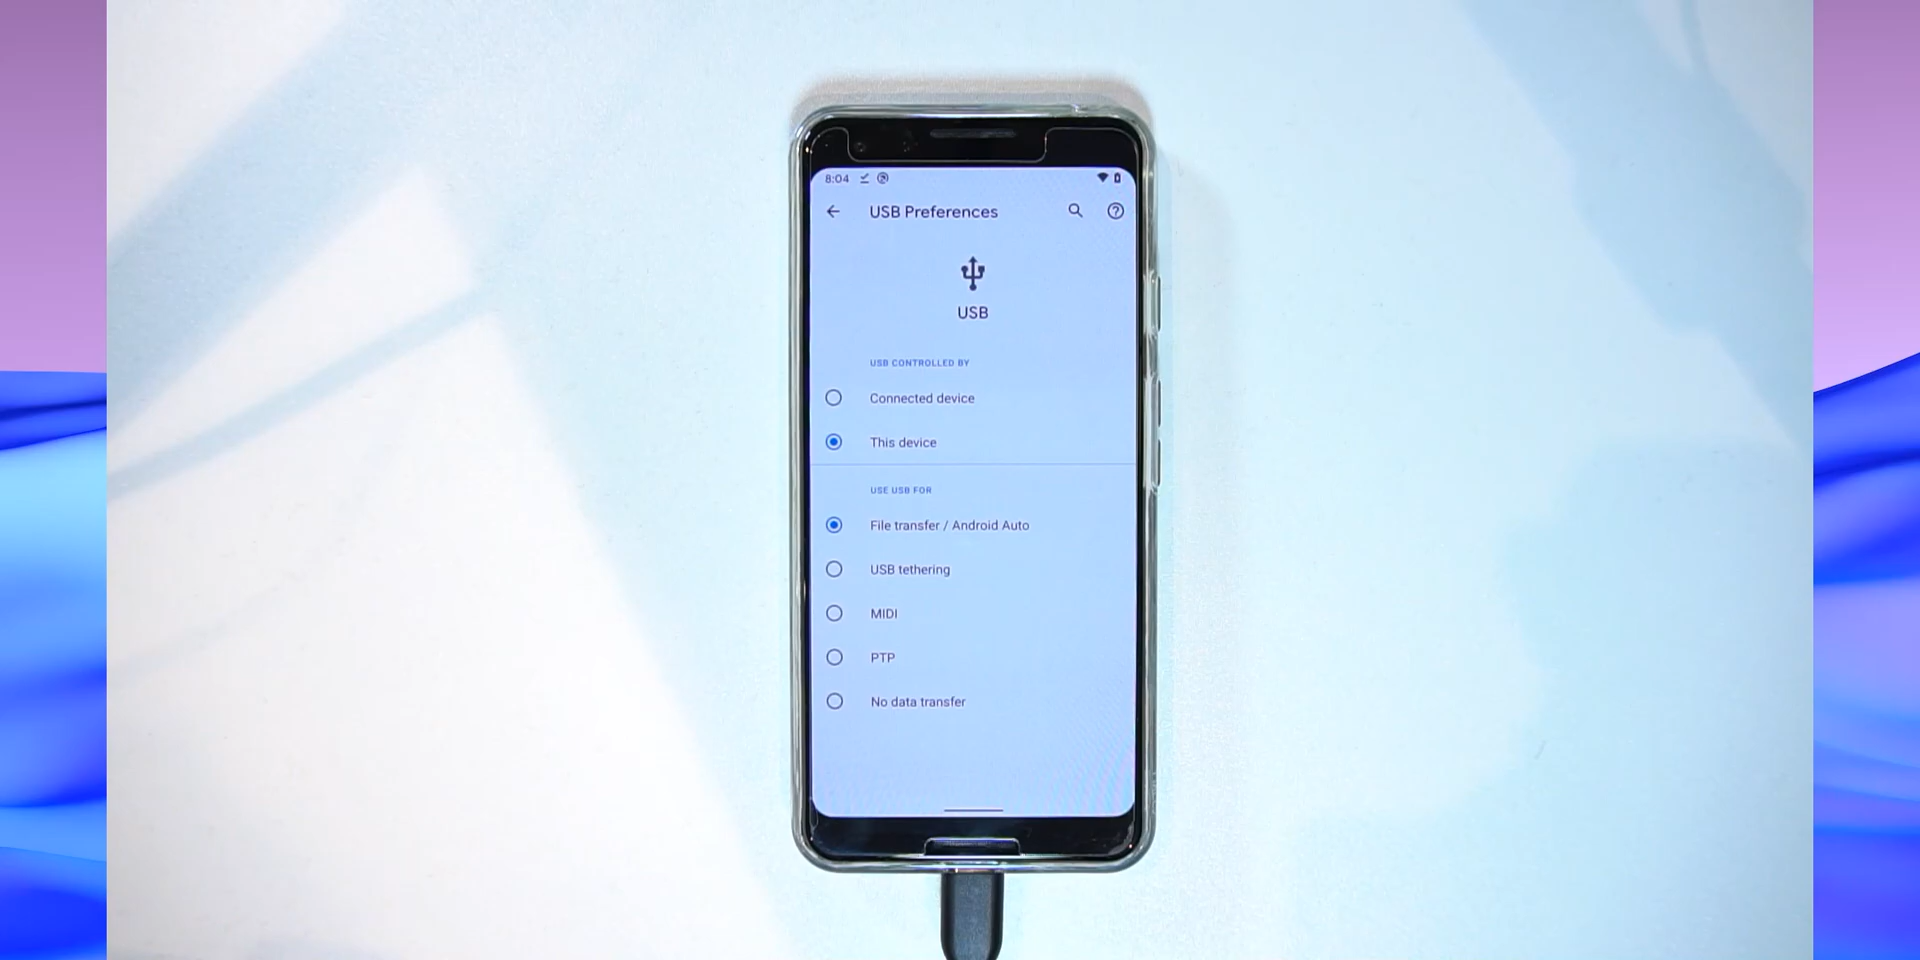 8:04
USB Preferences
USB
USB CONTROLLED BY
Connected device
This device
USE USB FOR
File transfer / Android Auto
USB tethering
MIDI
PTP
No data transfer